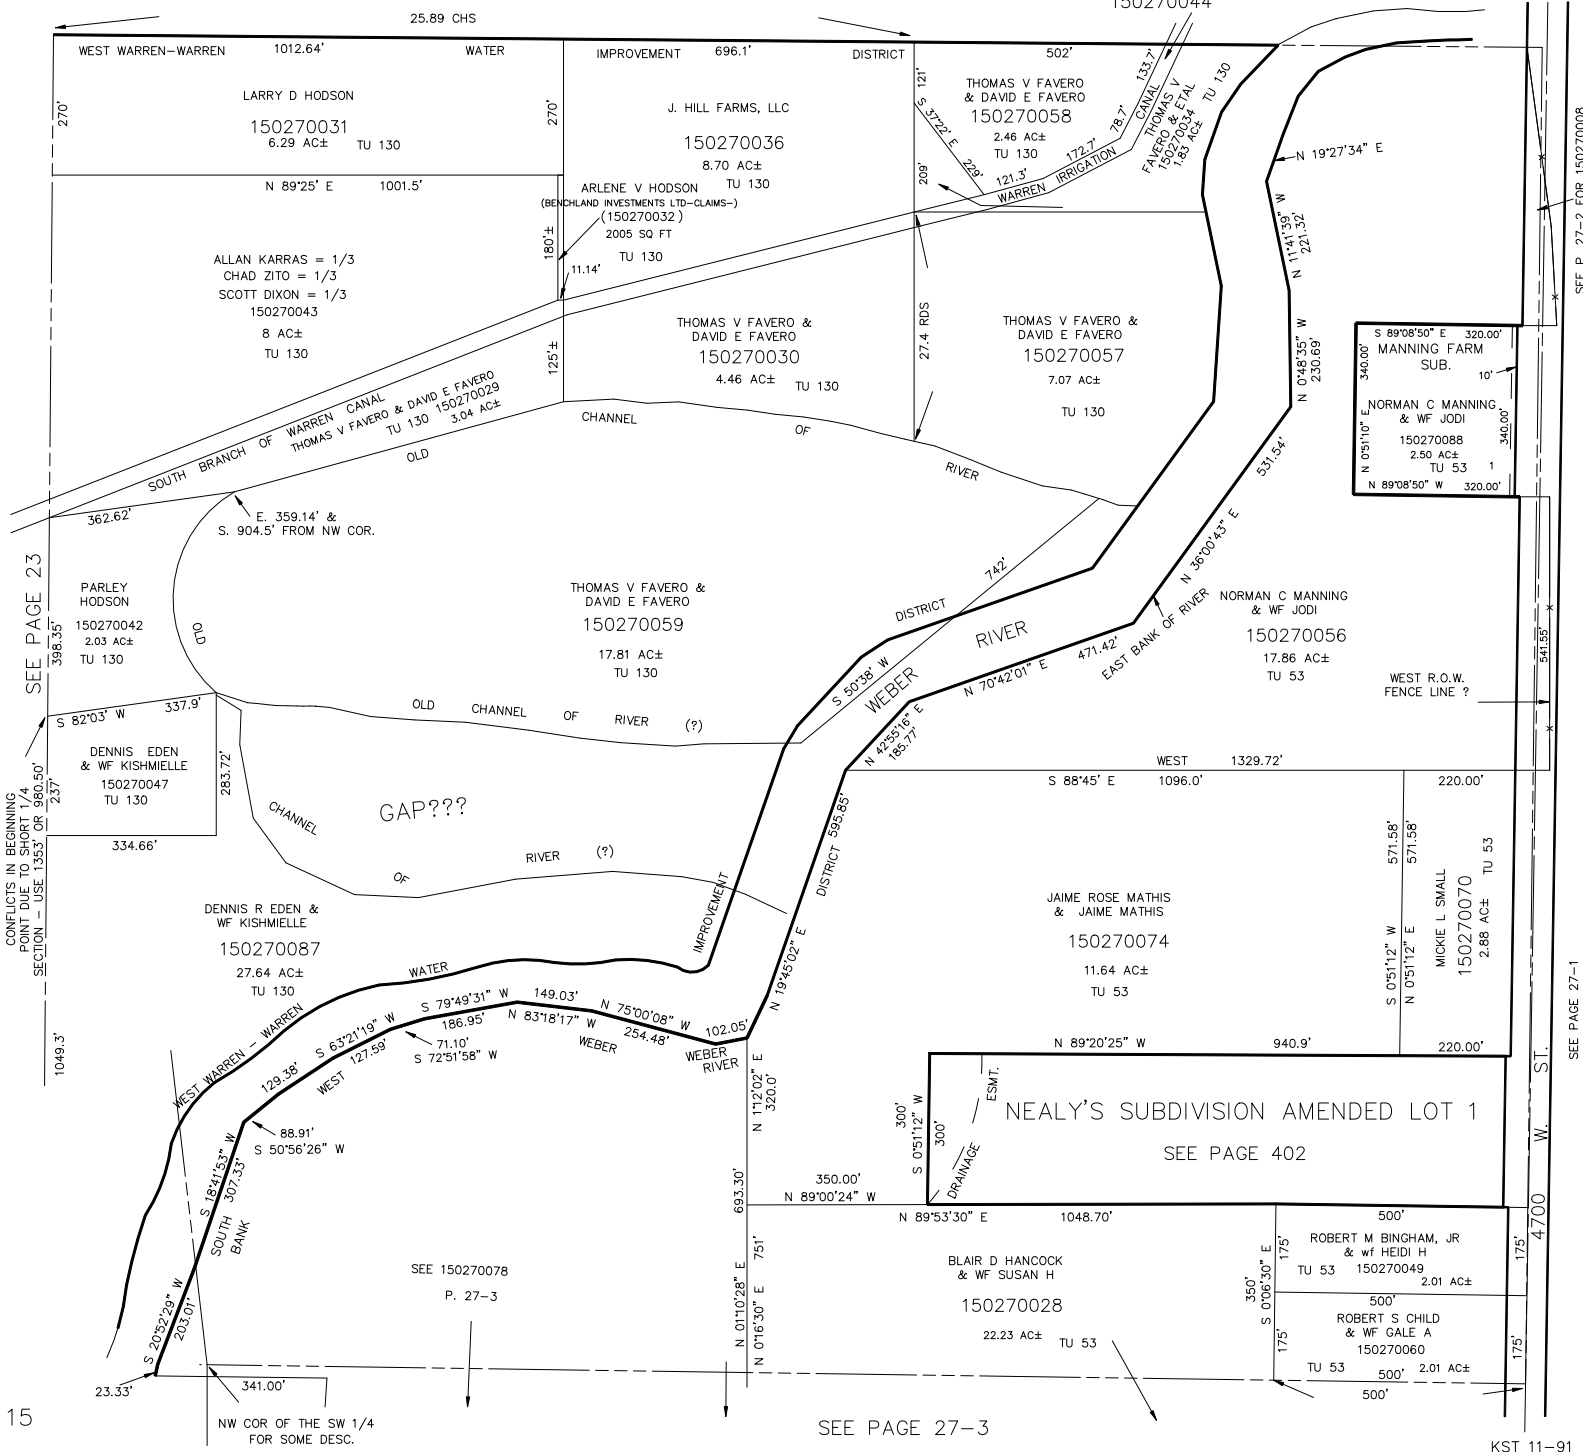 25.89 CHS
150270044
WEST WARREN-WARREN 1012.64' WATER IMPROVEMENT 696.1' DISTRICT 502'
270'
LARRY D HODSON
150270031
6.29 AC± TU 130
270'
J. HILL FARMS, LLC
150270036
8.70 AC±
TU 130
121'
S 37°22' E 229'
209'
THOMAS V FAVERO
& DAVID E FAVERO
150270058
2.46 AC±
TU 130
133.7'
78.7'
172.7'
121.3'
CANAL
WARREN IRRIGATION
THOMAS V
FAVERO & ETAL
150270034 TU 130
1.83 AC±
N 19°27'34" E
SEE P. 27-2 FOR 150270008
N 89°25' E 1001.5'
ARLENE V HODSON
(BENCHLAND INVESTMENTS LTD-CLAIMS-)
(150270032)
2005 SQ FT
TU 130
180'±
11.14'
ALLAN KARRAS = 1/3
CHAD ZITO = 1/3
SCOTT DIXON = 1/3
150270043
8 AC±
TU 130
N 11°41'39" W
221.32'
27.4 RDS
125'±
THOMAS V FAVERO &
DAVID E FAVERO
150270030
4.46 AC± TU 130
THOMAS V FAVERO &
DAVID E FAVERO
150270057
7.07 AC±
TU 130
N 0°48'35" W
230.69'
S 89°08'50" E 320.00'
MANNING FARM
SUB.
10'
340.00'
N 0°51'10" E
NORMAN C MANNING
& WF JODI
150270088
2.50 AC±
TU 53 1
340.00'
N 89°08'50" W 320.00'
SOUTH BRANCH OF WARREN CANAL
THOMAS V FAVERO & DAVID E FAVERO
TU 130 150270029
3.04 AC±
OLD CHANNEL OF RIVER
362.62'
E. 359.14' &
S. 904.5' FROM NW COR.
531.54'
N 36°00'43" E
SEE PAGE 23
398.35'
PARLEY
HODSON
150270042
2.03 AC±
TU 130
OLD
THOMAS V FAVERO &
DAVID E FAVERO
150270059
17.81 AC±
TU 130
742'
DISTRICT
S 50°38' W
WEBER RIVER
EAST BANK OF RIVER
471.42'
N 70°42'01" E
N 42°55'16" E
185.77'
NORMAN C MANNING
& WF JODI
150270056
17.86 AC±
TU 53
541.55'
WEST R.O.W.
FENCE LINE ?
S 82°03' W 337.9'
OLD CHANNEL OF RIVER (?)
DENNIS EDEN
& WF KISHMIELLE
150270047
TU 130
237'
283.72'
334.66'
CONFLICTS IN BEGINNING
POINT DUE TO SHORT 1/4
SECTION - USE 1353' OR 980.50'
GAP???
CHANNEL OF RIVER (?)
WEST 1329.72'
S 88°45' E 1096.0' 220.00'
DISTRICT 595.85'
N 19°45'02" E
IMPROVEMENT
571.58'
571.58'
S 0°51'12" W
N 0°51'12" E
MICKIE L SMALL
150270070
2.88 AC± TU 53
JAIME ROSE MATHIS
& JAIME MATHIS
150270074
11.64 AC±
TU 53
DENNIS R EDEN &
WF KISHMIELLE
150270087
27.64 AC±
TU 130
1049.3'
WATER
WEST WARREN - WARREN
S 79°49'31" W
186.95'
149.03'
N 83°18'17" W
N 75°00'08" W
254.48'
102.05'
WEBER
WEBER
RIVER
S 63°21'19" W
127.59'
71.10'
S 72°51'58" W
129.38'
WEST
88.91'
S 50°56'26" W
S 18°41'53" W
307.33'
SOUTH
BANK
N 1°12'02" E
320.0'
N 89°20'25" W 940.9' 220.00'
SEE PAGE 27-1
S 0°51'12" W
300'
300'
DRAINAGE ESMT.
NEALY'S SUBDIVISION AMENDED LOT 1
SEE PAGE 402
4700 W. ST.
693.30'
350.00'
N 89°00'24" W
N 89°53'30" E 1048.70'
500'
N 01°10'28" E
N 0°16'30" E 751'
BLAIR D HANCOCK
& WF SUSAN H
150270028
22.23 AC± TU 53
350'
S 0°06'30" E
175'
ROBERT M BINGHAM, JR
& wf HEIDI H
TU 53 150270049
2.01 AC±
175'
500'
175'
ROBERT S CHILD
& WF GALE A
150270060
TU 53 2.01 AC±
175'
500'
500'
SEE 150270078
P. 27-3
S 20°52'29" W
203.01'
23.33'
341.00'
NW COR OF THE SW 1/4
FOR SOME DESC.
15
SEE PAGE 27-3
KST 11-91